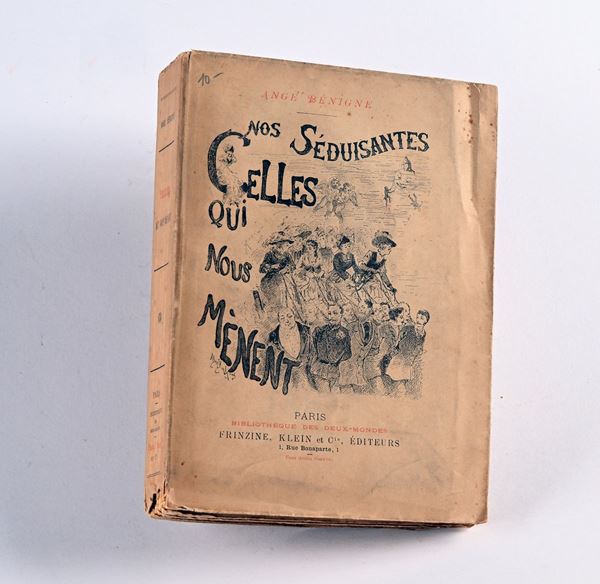 10-
ANGE BÉNIGNE
NOS SÉDUISANTES
CELLES
QUI
NOUS
MÈNENT
PARIS
BIBLIOTHÈQUE DES DEUX-MONDES
FRINZINE, KLEIN et Cie, ÉDITEURS
1, Rue Bonaparte, 1